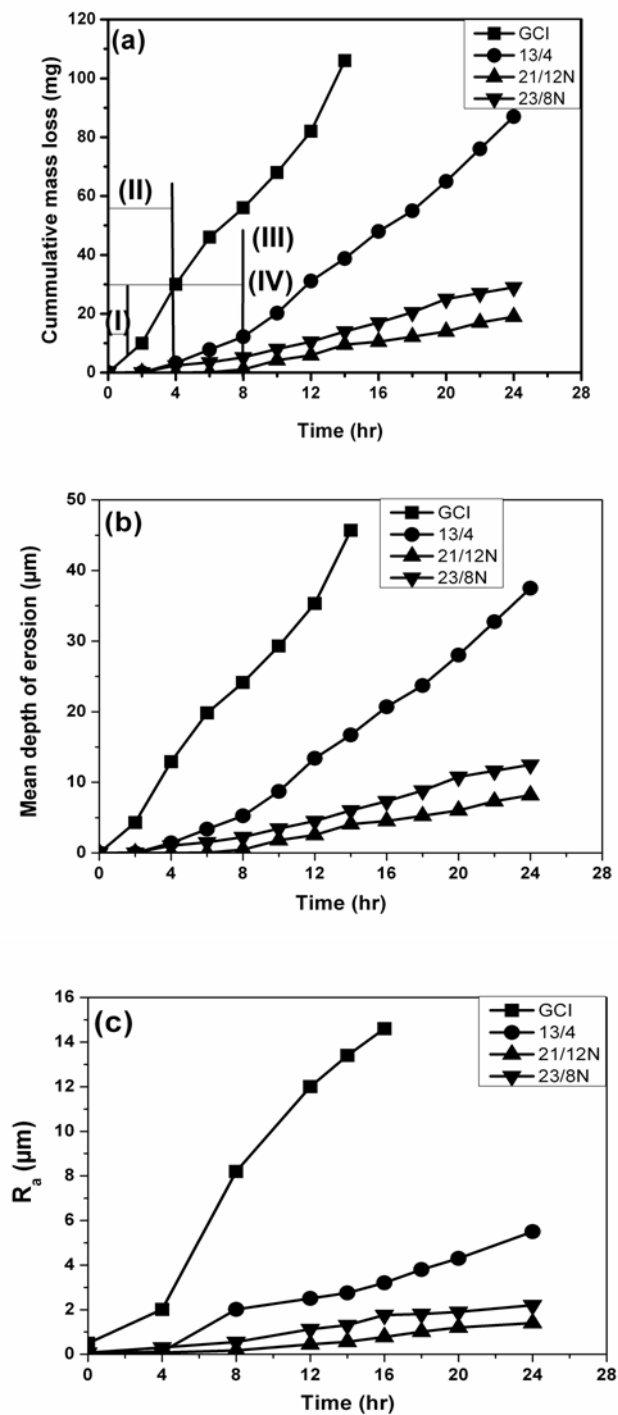 (a)
GCI
13/4
21/12N
23/8N
120
100
80
60
40
20
0
Cummulative mass loss (mg)
(I)
(II)
(III)
(IV)
0 4 8 12 16 20 24 28
Time (hr)
(b)
GCI
13/4
21/12N
23/8N
50
40
30
20
10
0
Mean depth of erosion (µm)
0 4 8 12 16 20 24 28
Time (hr)
(c)
GCI
13/4
21/12N
23/8N
16
14
12
10
8
6
4
2
0
Ra (µm)
0 4 8 12 16 20 24 28
Time (hr)